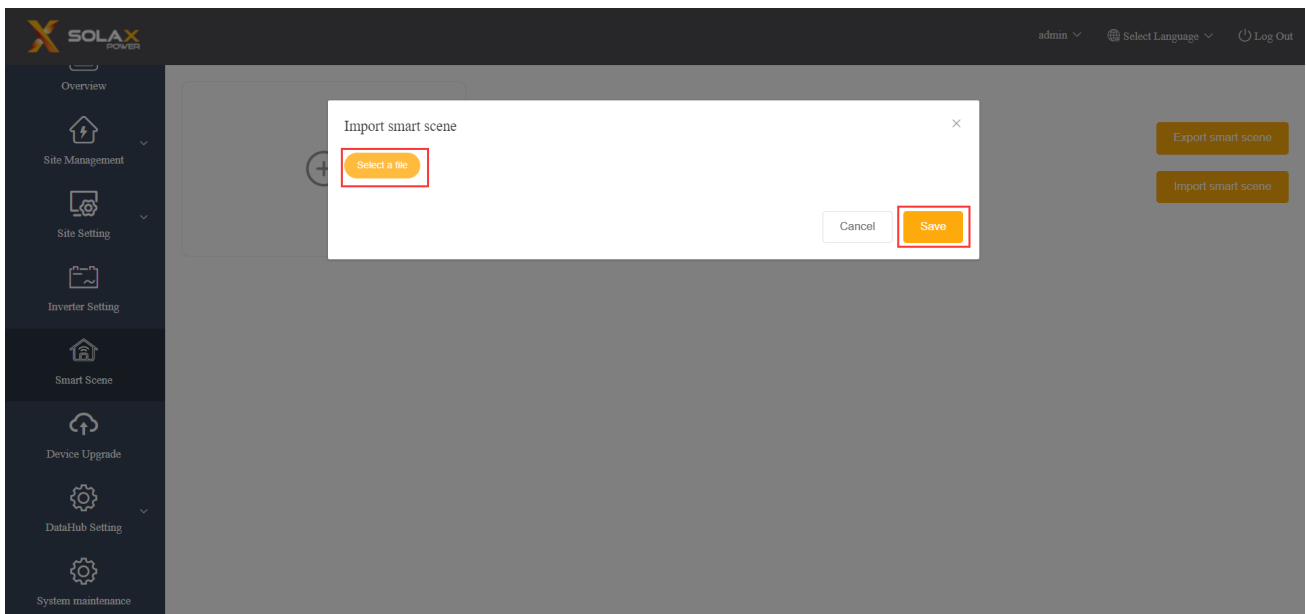 SOLAX
POWER
admin
Select Language
Log Out
Overview
Site Management
Site Setting
Inverter Setting
Smart Scene
Device Upgrade
DataHub Setting
System maintenance
Import smart scene
Select a file
Cancel
Save
Export smart scene
Import smart scene